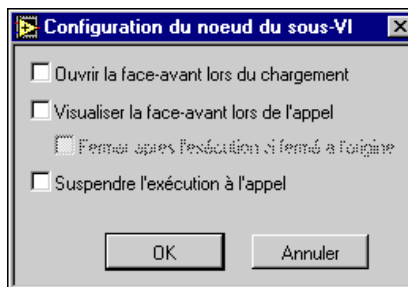 Configuration du noeud du sous-VI
Ouvrir la face-avant lors du chargement
Visualiser la face-avant lors de l'appel
Fermer apres l'exécution si fermé a l'origine
Suspendre l'exécution à l'appel
OK
Annuler